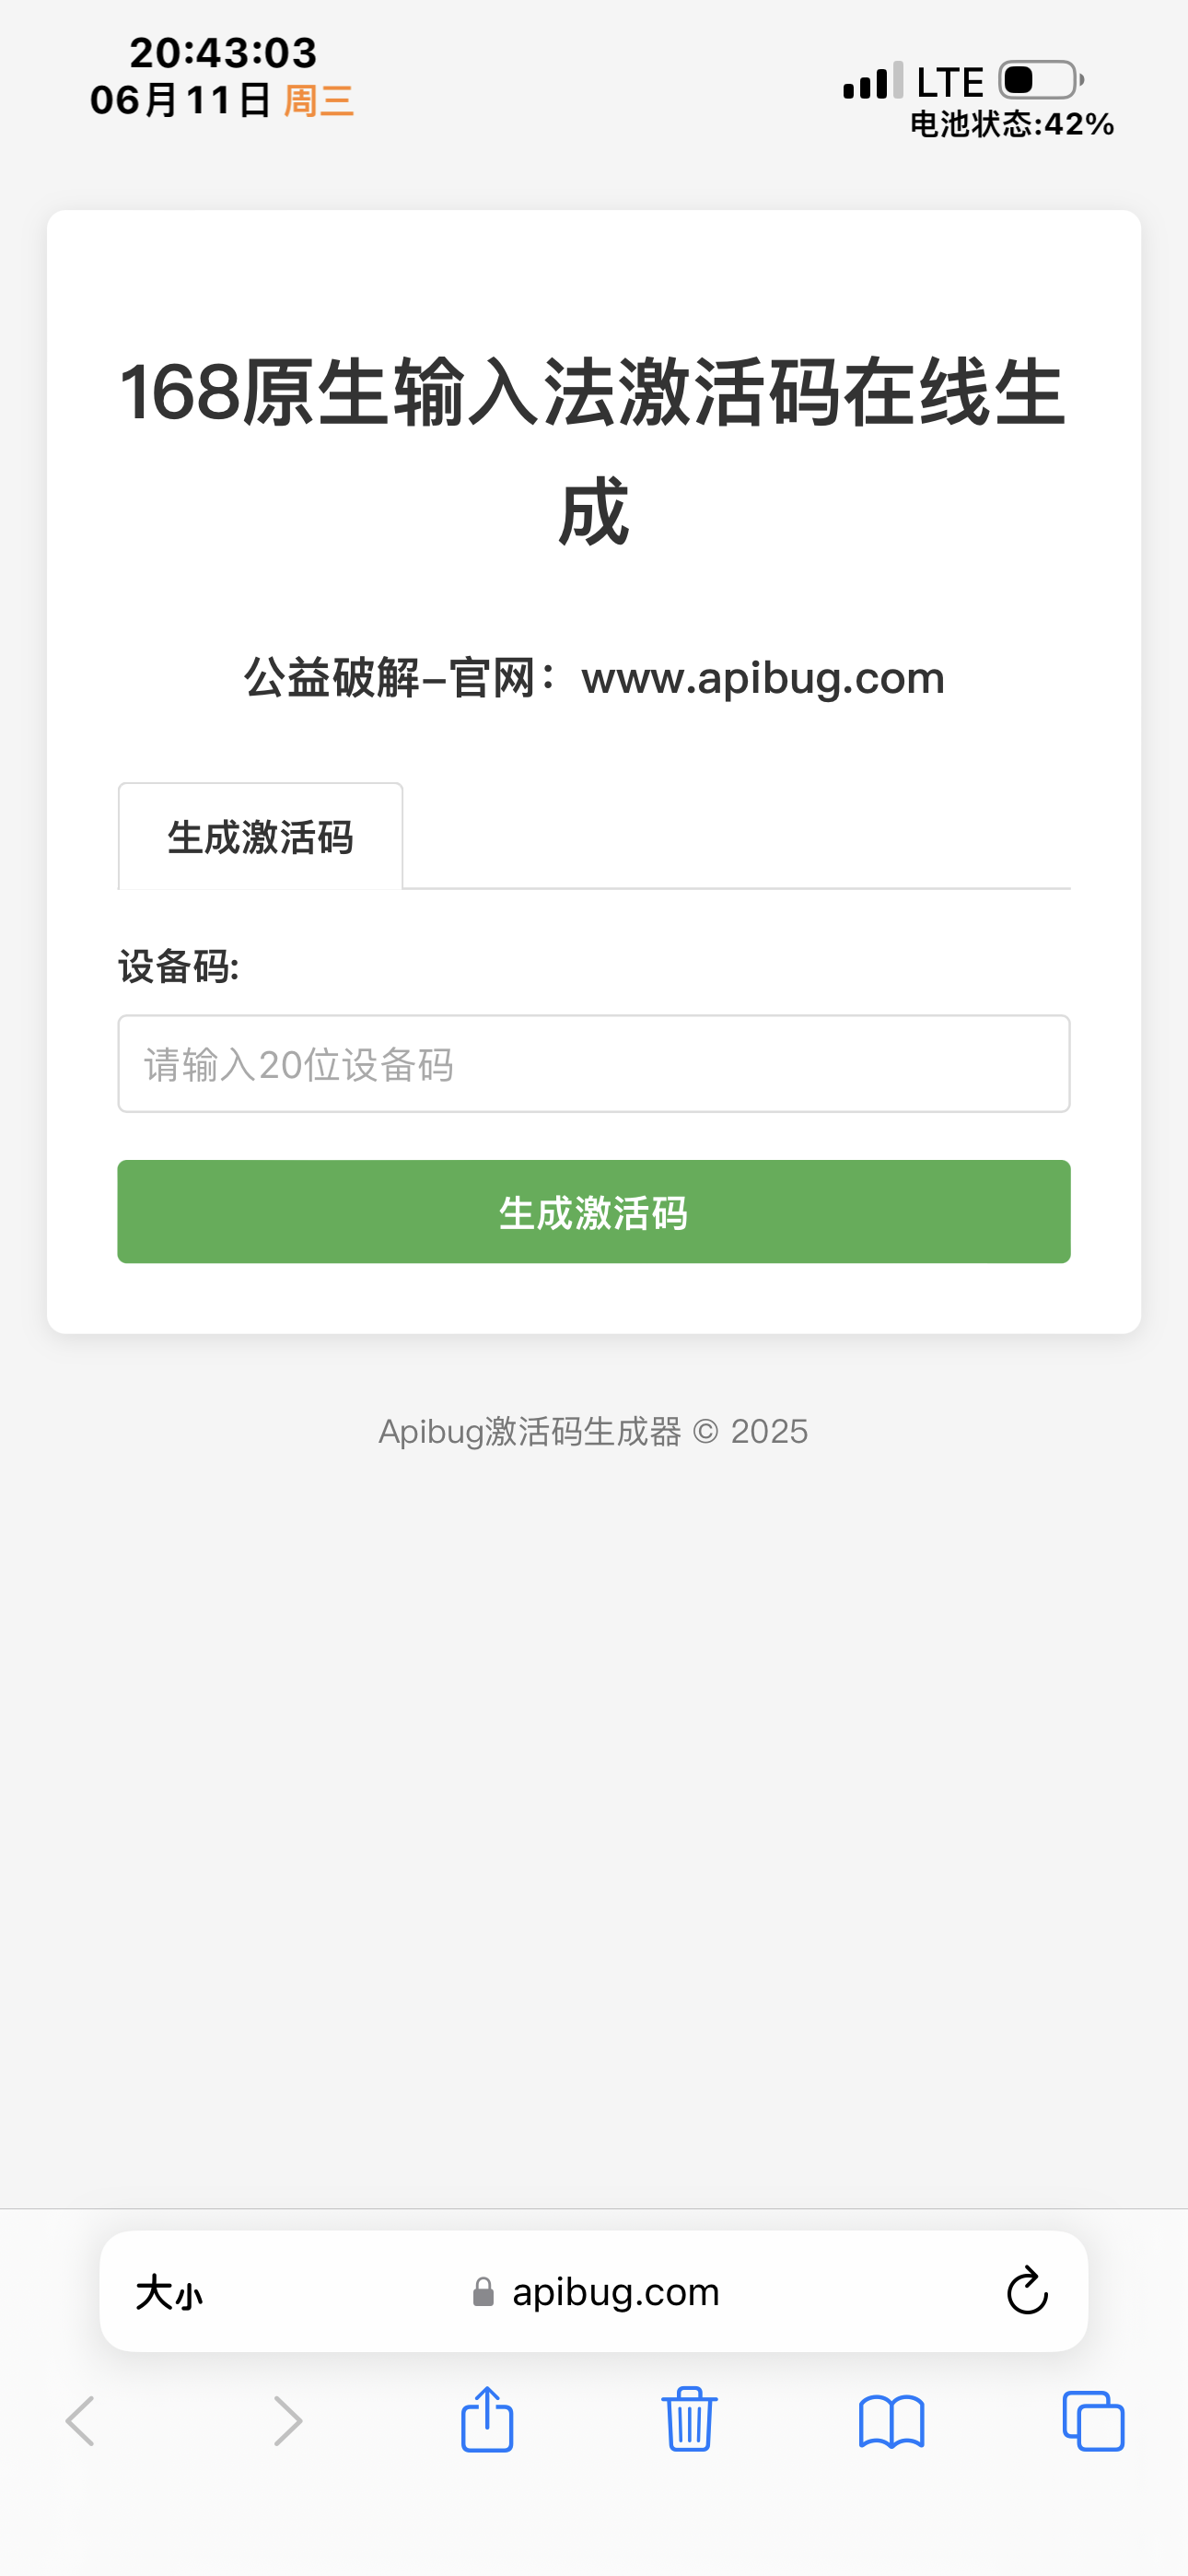 20:43:03
06月11日 周三
LTE
电池状态:42%
168原生输入法激活码在线生
成
公益破解-官网：www.apibug.com
生成激活码
设备码:
请输入20位设备码
生成激活码
Apibug激活码生成器 © 2025
大小 apibug.com